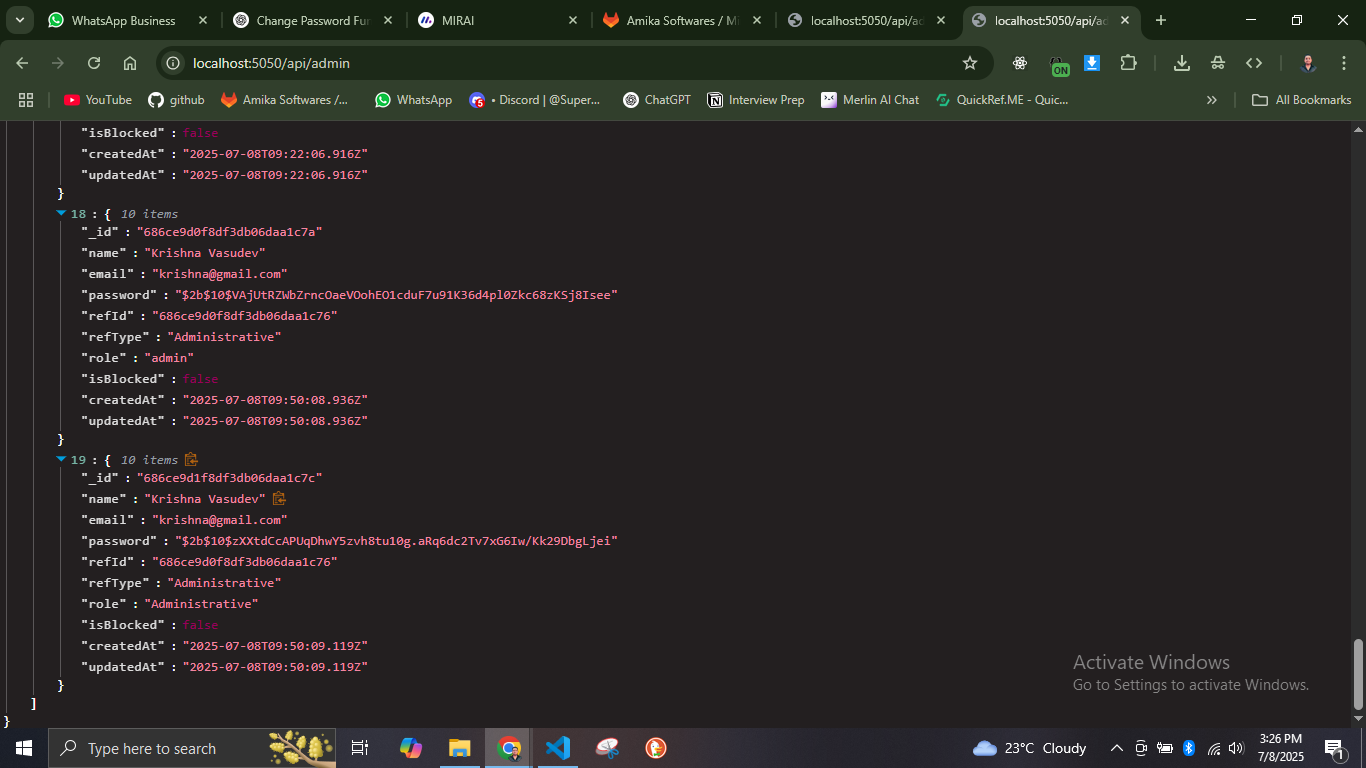 WhatsApp Business
Change Password Fur
MIRAI
Amika Softwares / Mi
localhost:5050/api/ad
localhost:5050/api/ad
localhost:5050/api/admin
ON
YouTube
github
Amika Softwares /...
WhatsApp
5
• Discord | @Super...
ChatGPT
Interview Prep
Merlin AI Chat
QuickRef.ME - Quic...
»
All Bookmarks
"isBlocked" : false
"createdAt" : "2025-07-08T09:22:06.916Z"
"updatedAt" : "2025-07-08T09:22:06.916Z"
}
18 : { 10 items
"_id" : "686ce9d0f8df3db06daa1c7a"
"name" : "Krishna Vasudev"
"email" : "krishna@gmail.com"
"password" : "$2b$10$VAjUtRZWbZrncOaeVOohEO1cduF7u91K36d4pl0Zkc68zKSj8Isee"
"refId" : "686ce9d0f8df3db06daa1c76"
"refType" : "Administrative"
"role" : "admin"
"isBlocked" : false
"createdAt" : "2025-07-08T09:50:08.936Z"
"updatedAt" : "2025-07-08T09:50:08.936Z"
}
19 : { 10 items
"_id" : "686ce9d1f8df3db06daa1c7c"
"name" : "Krishna Vasudev"
"email" : "krishna@gmail.com"
"password" : "$2b$10$zXXtdCcAPUqDhwY5zvh8tu10g.aRq6dc2Tv7xG6Iw/Kk29DbgLjei"
"refId" : "686ce9d0f8df3db06daa1c76"
"refType" : "Administrative"
"role" : "Administrative"
"isBlocked" : false
"createdAt" : "2025-07-08T09:50:09.119Z"
"updatedAt" : "2025-07-08T09:50:09.119Z"
}
]
}
Activate Windows
Go to Settings to activate Windows.
Type here to search
23°C Cloudy
3:26 PM
7/8/2025
1